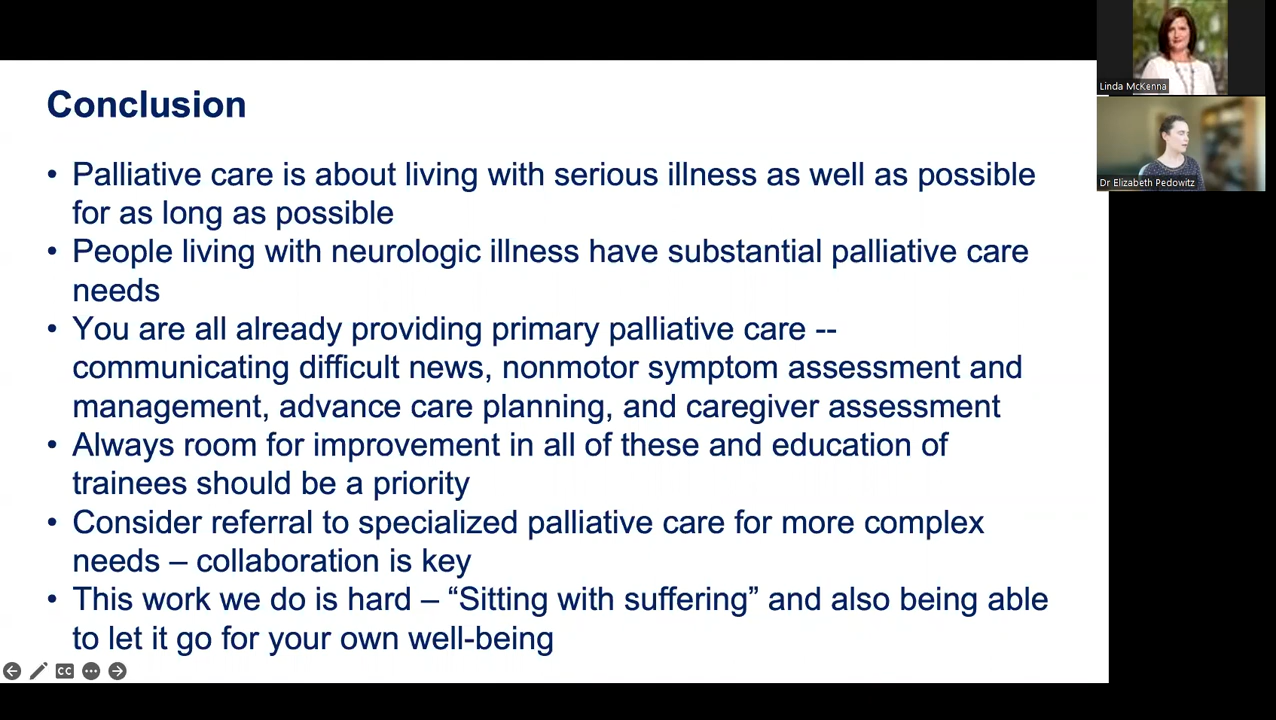 Linda McKenna
Dr Elizabeth Pedowitz
Conclusion
• Palliative care is about living with serious illness as well as possible
for as long as possible
• People living with neurologic illness have substantial palliative care
needs
• You are all already providing primary palliative care --
communicating difficult news, nonmotor symptom assessment and
management, advance care planning, and caregiver assessment
• Always room for improvement in all of these and education of
trainees should be a priority
• Consider referral to specialized palliative care for more complex
needs – collaboration is key
• This work we do is hard – “Sitting with suffering” and also being able
to let it go for your own well-being
CC